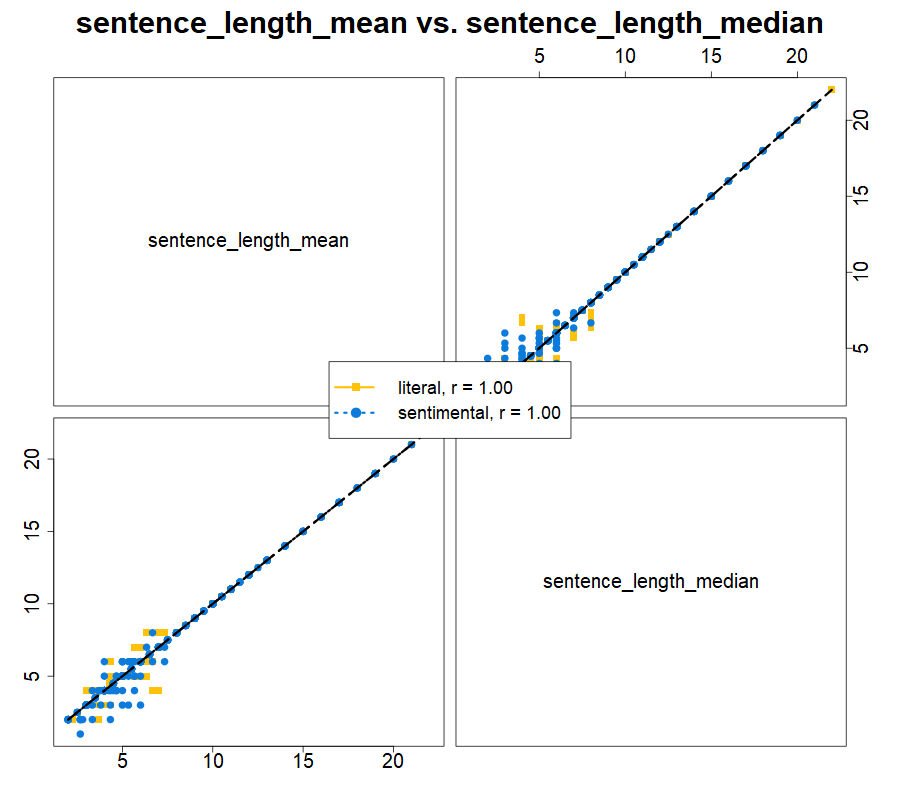 sentence_length_mean vs. sentence_length_median
5 10 15 20
sentence_length_mean
20
15
10
5
literal, r = 1.00
sentimental, r = 1.00
20
15
10
5
sentence_length_median
5 10 15 20